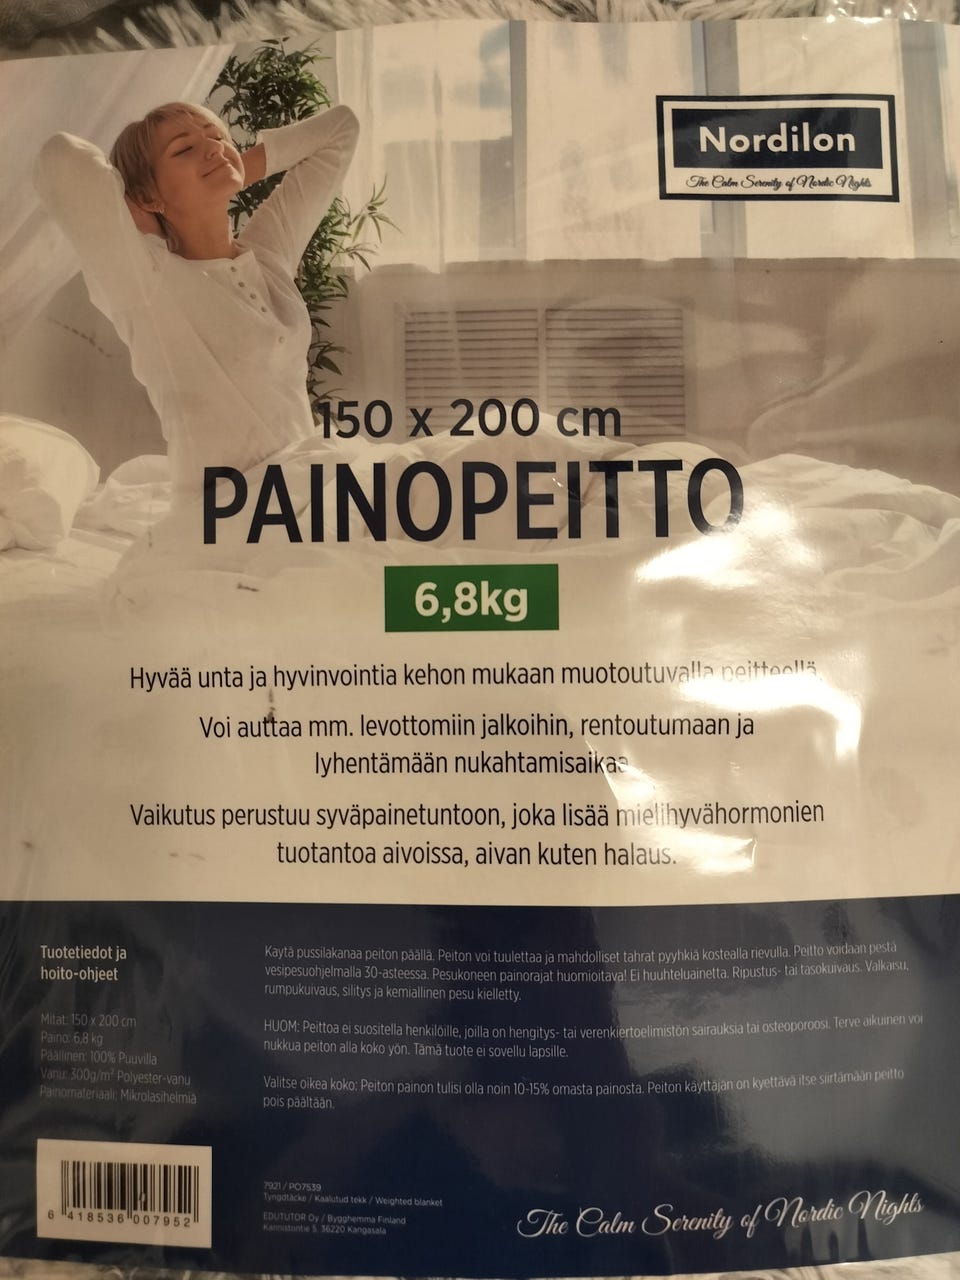 Nordilon
The Calm Serenity of Nordic Nights
150 x 200 cm
PAINOPEITTO
6,8kg
Hyvää unta ja hyvinvointia kehon mukaan muotoutuvalla peitteellä.
Voi auttaa mm. levottomiin jalkoihin, rentoutumaan ja
lyhentämään nukahtamisaikaa
Vaikutus perustuu syväpainetuntoon, joka lisää mielihyvähormonien
tuotantoa aivoissa, aivan kuten halaus.
Tuotetiedot ja
hoito-ohjeet
Mitat: 150 x 200 cm
Paino: 6,8 kg
Päällinen: 100% Puuvilla
Vanu: 300g/m² Polyester-vanu
Painomateriaali: Mikrolasihelmiä
Käytä pussilakanaa peiton päällä. Peiton voi tuulettaa ja mahdolliset tahrat pyyhkiä kostealla rievulla. Peitto voidaan pestä
vesipesuohjelmalla 30-asteessa. Pesukoneen painorajat huomioitava! Ei huuhteluainetta. Ripustus- tai tasokuivaus. Valkaisu,
rumpukuivaus, silitys ja kemiallinen pesu kielletty.
HUOM: Peittoa ei suositella henkilöille, joilla on hengitys- tai verenkiertoelimistön sairauksia tai osteoporoosi. Terve aikuinen voi
nukkua peiton alla koko yön. Tämä tuote ei sovellu lapsille.
Valitse oikea koko: Peiton painon tulisi olla noin 10-15% omasta painosta. Peiton käyttäjän on kyettävä itse siirtämään peitto
pois päältään.
6 418536 007952
7921 / PO7539
Tyngdtäcke / Kaalutud tekk / Weighted blanket
EDUTUTOR Oy / Bygghemma Finland
Kannistontie 5, 36220 Kangasala
The Calm Serenity of Nordic Nights